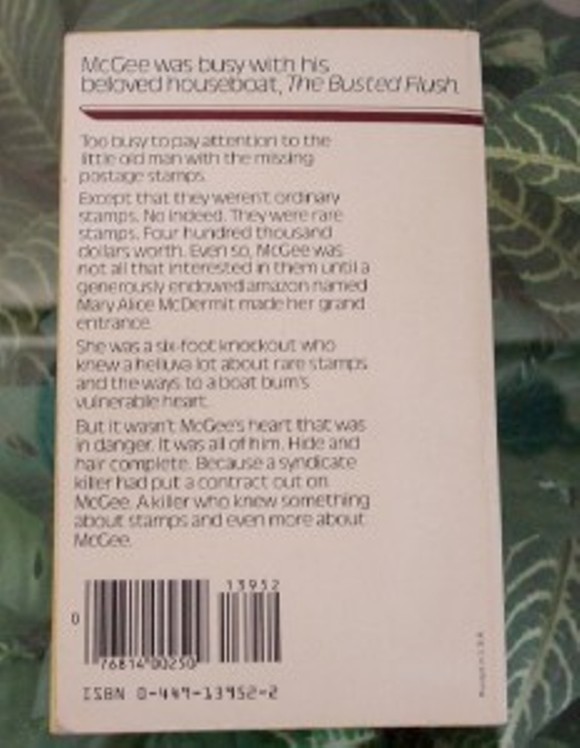 McGee was busy with his
beloved houseboat, The Busted Flush.
Too busy to pay attention to the
little old man with the missing
postage stamps.
Except that they weren't ordinary
stamps. No indeed. They were rare
stamps. Four hundred thousand
dollars worth. Even so, McGee was
not all that interested in them until a
generously endowed amazon named
Mary Alice McDermit made her grand
entrance.
She was a six-foot knockout who
knew a helluva lot about rare stamps
and the ways to a boat bum's
vulnerable heart.
But it wasn't McGee's heart that was
in danger. It was all of him. Hide and
hair complete. Because a syndicate
killer had put a contract out on
McGee. A killer who knew something
about stamps and even more about
McGee.
13952
0
76814 00250
ISBN 0-449-13952-2